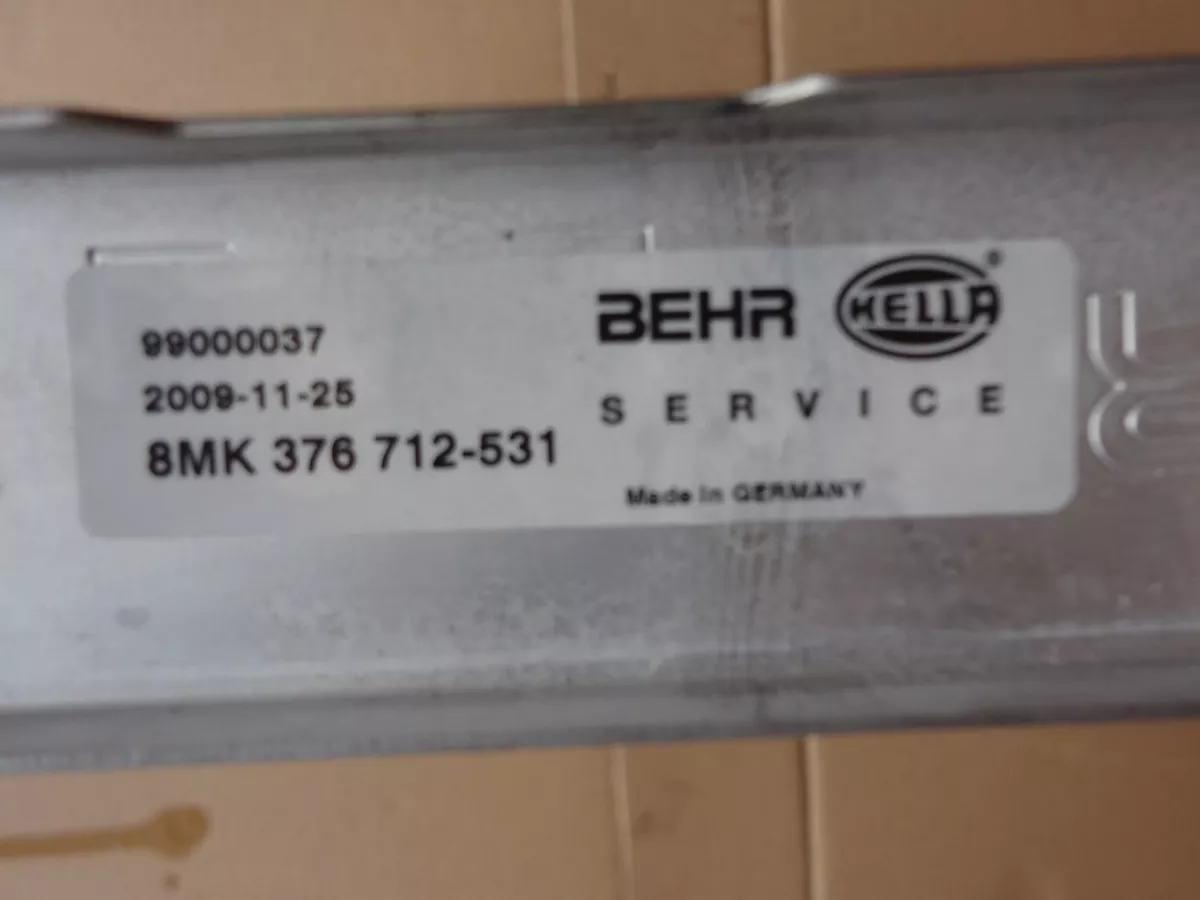 99000037
2009-11-25
8MK 376 712-531
BEHR HELLA®
SERVICE
Made in GERMANY